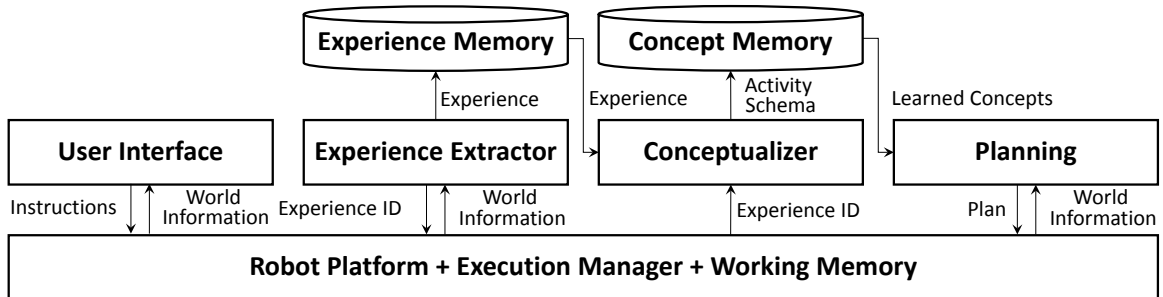 Experience Memory
Concept Memory
Experience
Experience
Activity
Schema
Learned Concepts
User Interface
Experience Extractor
Conceptualizer
Planning
Instructions
World
Information
Experience ID
World
Information
Experience ID
Plan
World
Information
Robot Platform + Execution Manager + Working Memory